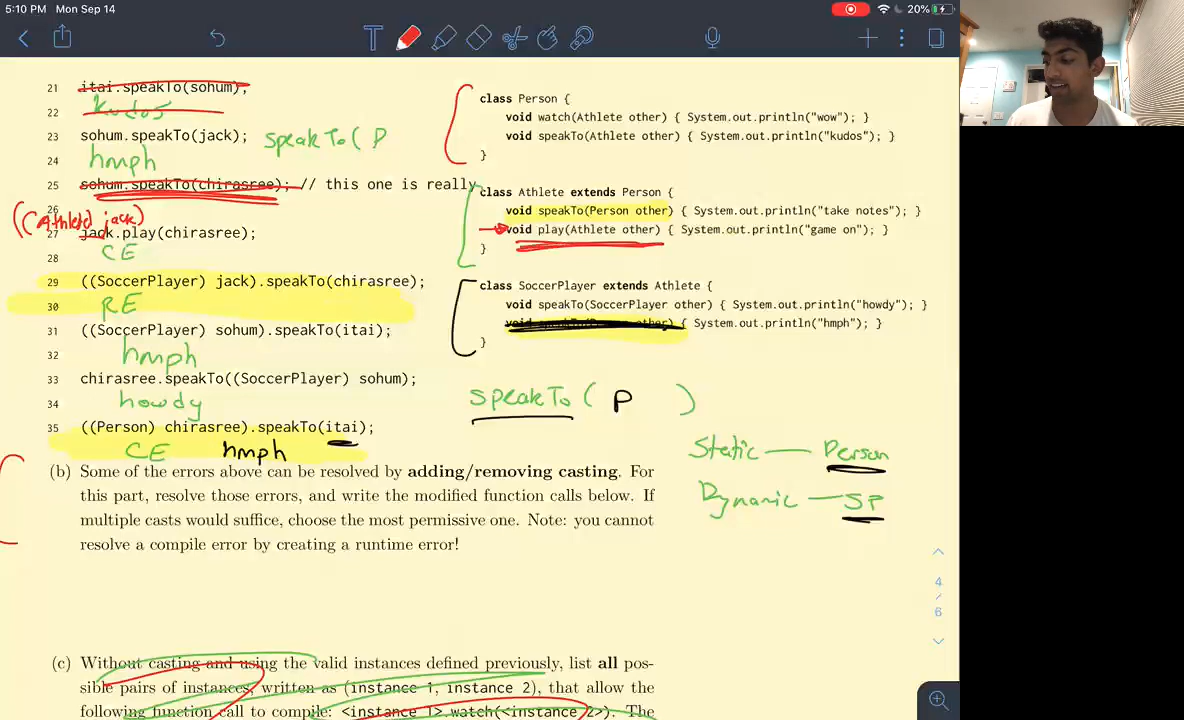 5:10 PM Mon Sep 14
20%
21 itai.speakTo(sohum);
22 kudos
23 sohum.speakTo(jack); speakTo( P
24 hmph
25 sohum.speakTo(chirasree); // this one is really
26 ((Athlete) jack)
27 jack.play(chirasree);
28 CE
29 ((SoccerPlayer) jack).speakTo(chirasree);
30 RE
31 ((SoccerPlayer) sohum).speakTo(itai);
32 hmph
33 chirasree.speakTo((SoccerPlayer) sohum);
34 howdy
35 ((Person) chirasree).speakTo(itai);
CE hmph
class Person {
void watch(Athlete other) { System.out.println("wow"); }
void speakTo(Athlete other) { System.out.println("kudos"); }
}
class Athlete extends Person {
void speakTo(Person other) { System.out.println("take notes"); }
void play(Athlete other) { System.out.println("game on"); }
}
class SoccerPlayer extends Athlete {
void speakTo(SoccerPlayer other) { System.out.println("howdy"); }
{ System.out.println("hmph"); }
}
speakTo( P )
Static — Person
Dynamic — SP
(b) Some of the errors above can be resolved by adding/removing casting. For
this part, resolve those errors, and write the modified function calls below. If
multiple casts would suffice, choose the most permissive one. Note: you cannot
resolve a compile error by creating a runtime error!
4
/
6
(c) Without casting and using the valid instances defined previously, list all pos-
sible pairs of instances, written as (instance 1, instance 2), that allow the
following function call to compile: <instance 1>.watch(<instance 2>). The